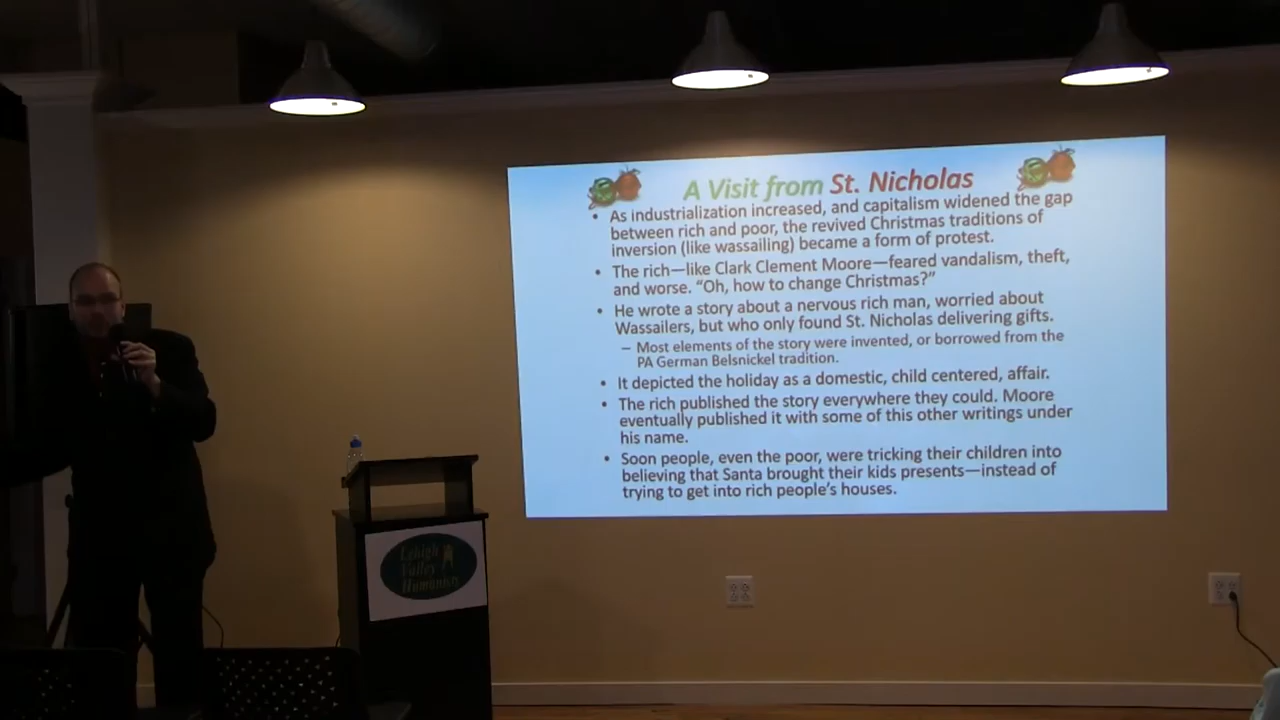 A Visit from St. Nicholas
• As industrialization increased, and capitalism widened the gap
between rich and poor, the revived Christmas traditions of
inversion (like wassailing) became a form of protest.
• The rich—like Clark Clement Moore—feared vandalism, theft,
and worse. “Oh, how to change Christmas?”
• He wrote a story about a nervous rich man, worried about
Wassailers, but who only found St. Nicholas delivering gifts.
– Most elements of the story were invented, or borrowed from the
PA German Belsnickel tradition.
• It depicted the holiday as a domestic, child centered, affair.
• The rich published the story everywhere they could. Moore
eventually published it with some of this other writings under
his name.
• Soon people, even the poor, were tricking their children into
believing that Santa brought their kids presents—instead of
trying to get into rich people’s houses.
Lehigh
Valley
Humanists